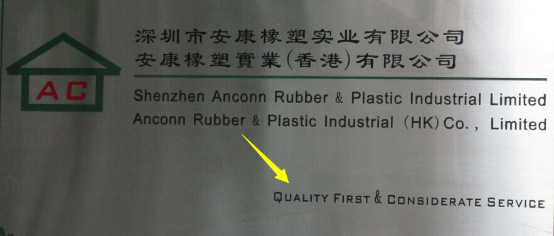 深圳市安康橡塑实业有限公司
安康橡塑實業(香港)有限公司
AC
Shenzhen Anconn Rubber & Plastic Industrial Limited
Anconn Rubber & Plastic Industrial (HK)Co., Limited
QUALITY FIRST & CONSIDERATE SERVICE